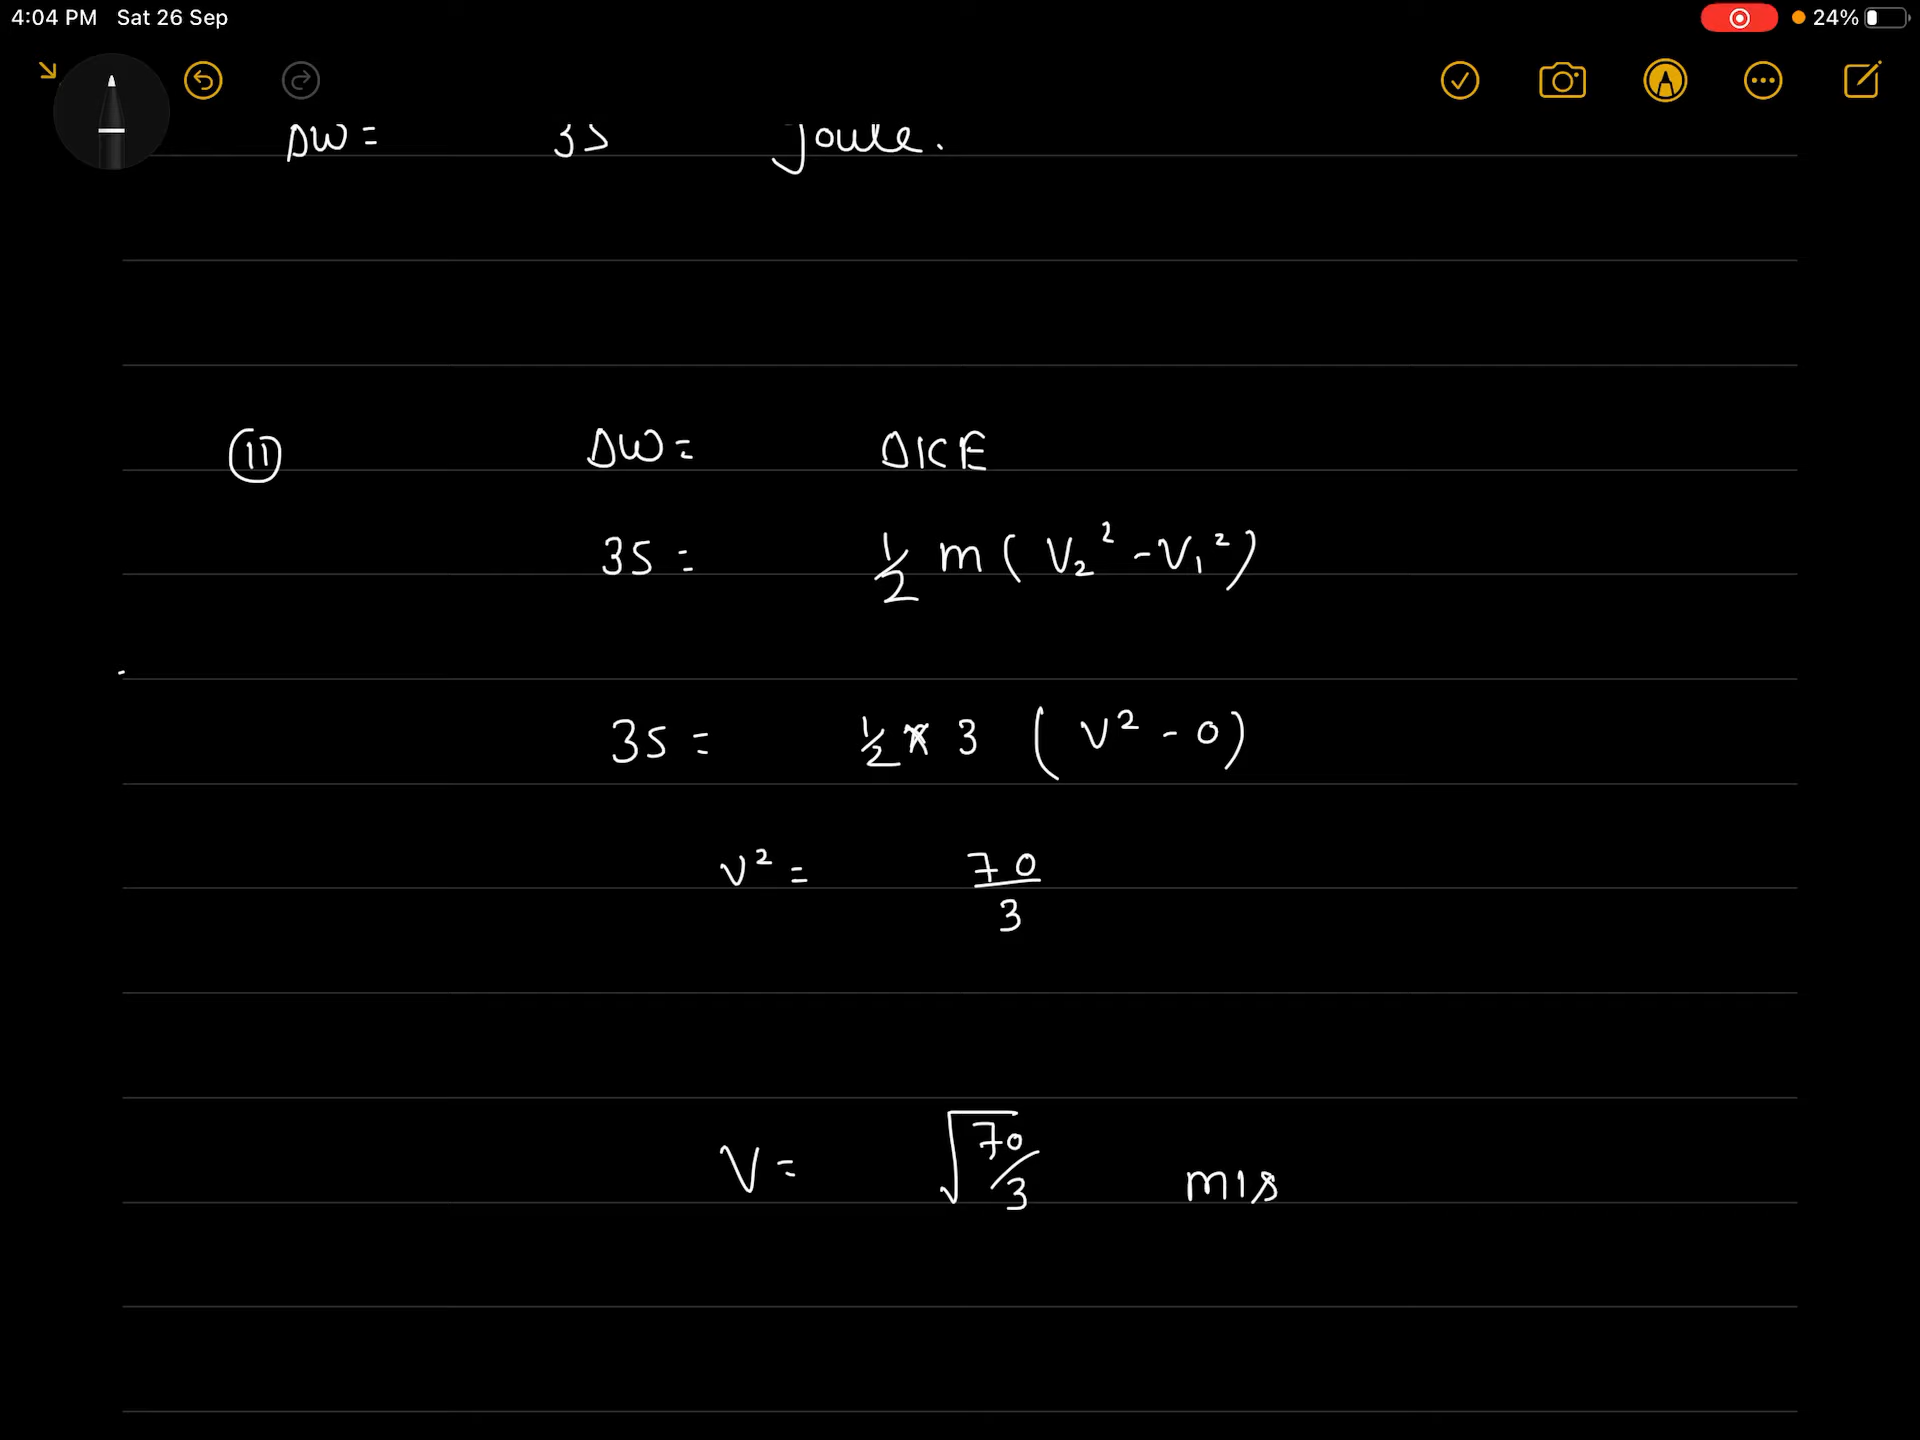 4:04 PM Sat 26 Sep
24%
ΔW = 35 Joule.
(11) ΔW = ΔKE
35 = 1/2 m ( V₂² - V₁² )
35 = 1/2 × 3 ( V² - 0 )
V² = 70/3
V = √70/3 m/s